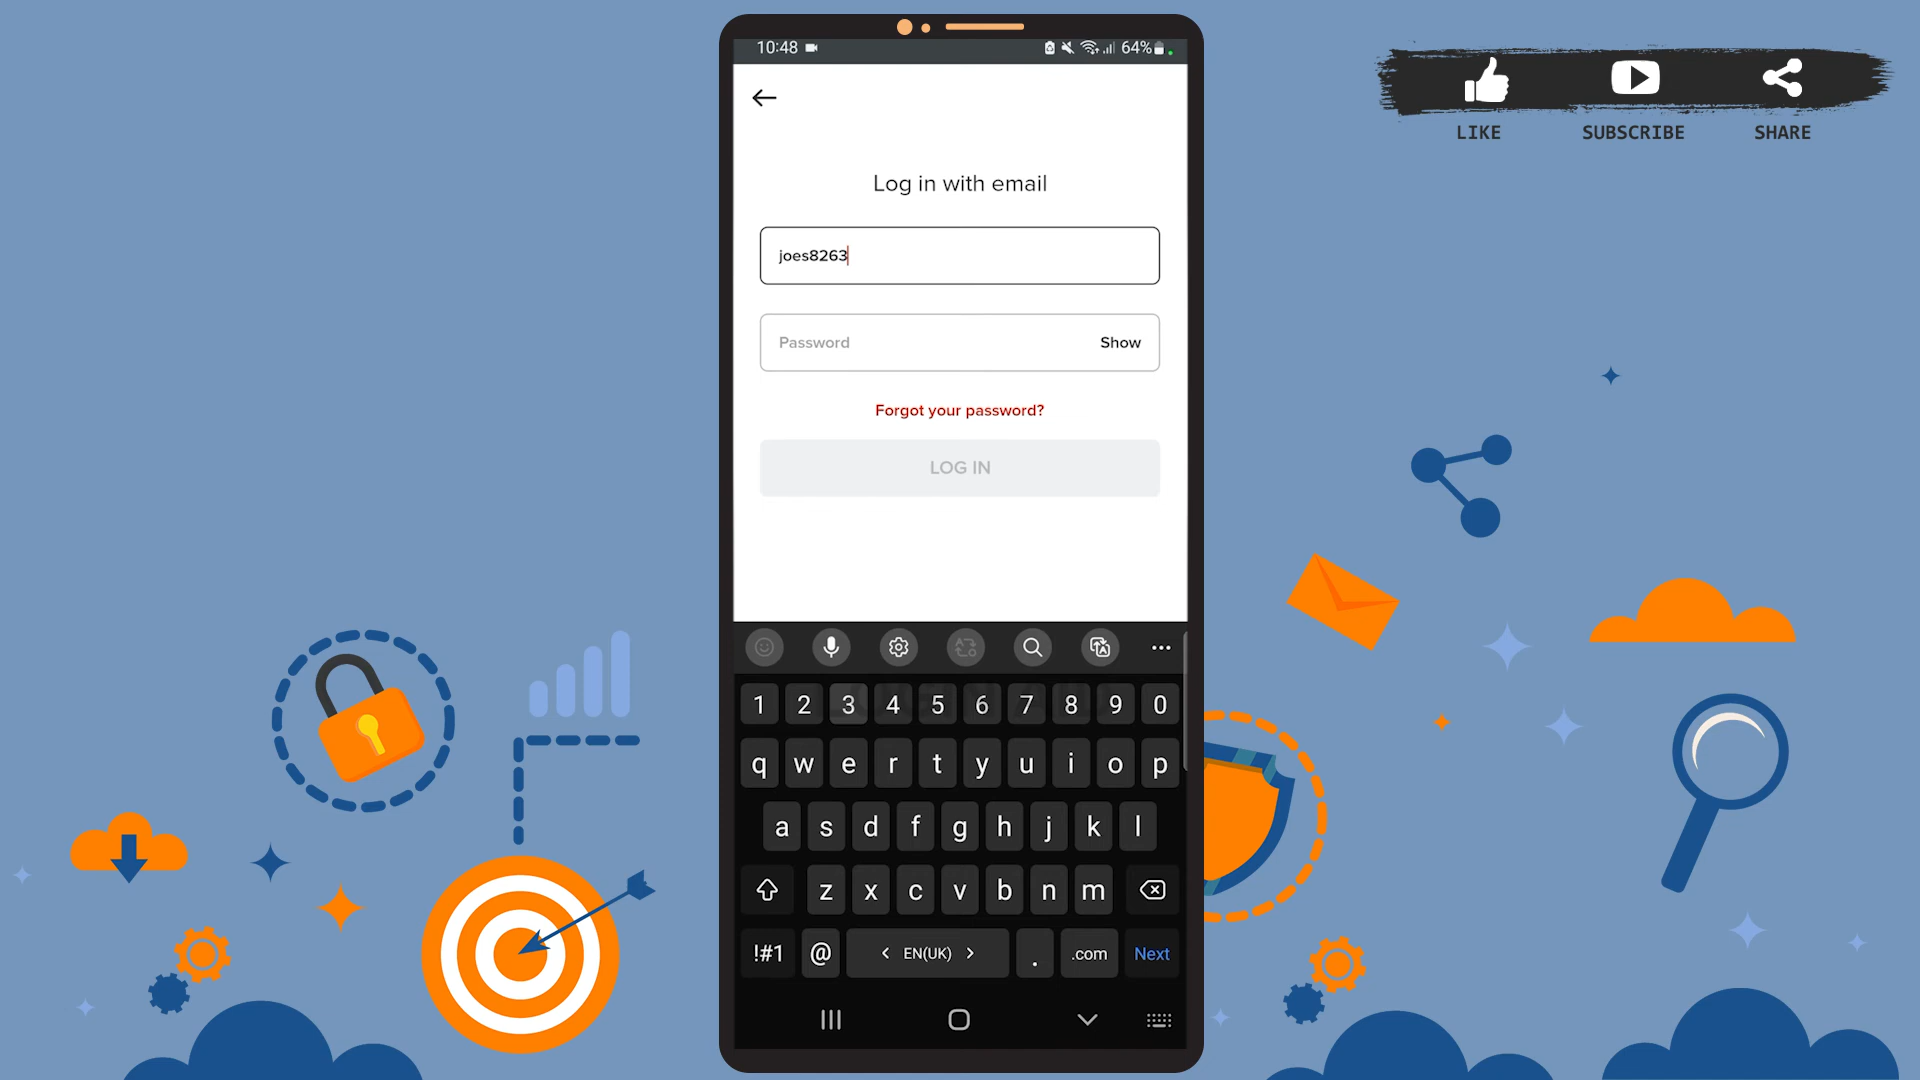 10:48 64%
LIKE SUBSCRIBE SHARE
Log in with email
joes8263
Password Show
Forgot your password?
LOG IN
1 2 3 4 5 6 7 8 9 0
q w e r t y u i o p
a s d f g h j k l
z x c v b n m
!#1 @ < EN(UK) > . .com Next